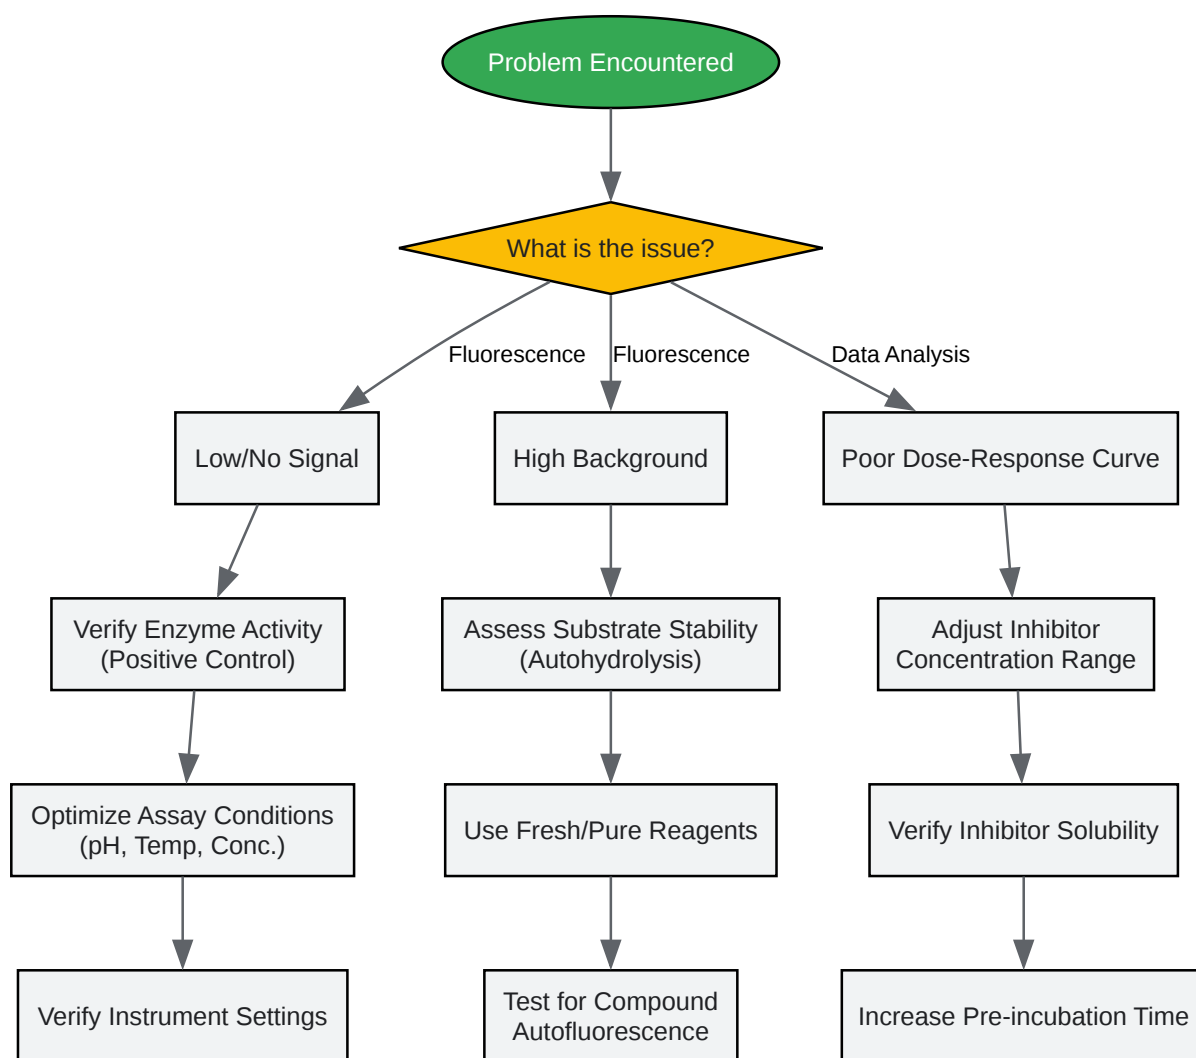 Problem Encountered
What is the issue?
Fluorescence
Fluorescence
Data Analysis
Low/No Signal
High Background
Poor Dose-Response Curve
Verify Enzyme Activity
(Positive Control)
Assess Substrate Stability
(Autohydrolysis)
Adjust Inhibitor
Concentration Range
Optimize Assay Conditions
(pH, Temp, Conc.)
Use Fresh/Pure Reagents
Verify Inhibitor Solubility
Verify Instrument Settings
Test for Compound
Autofluorescence
Increase Pre-incubation Time